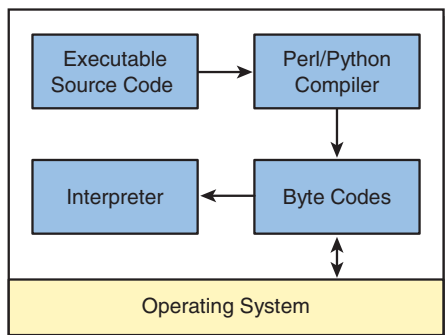 Executable
Source Code
Perl/Python
Compiler
Interpreter
Byte Codes
Operating System